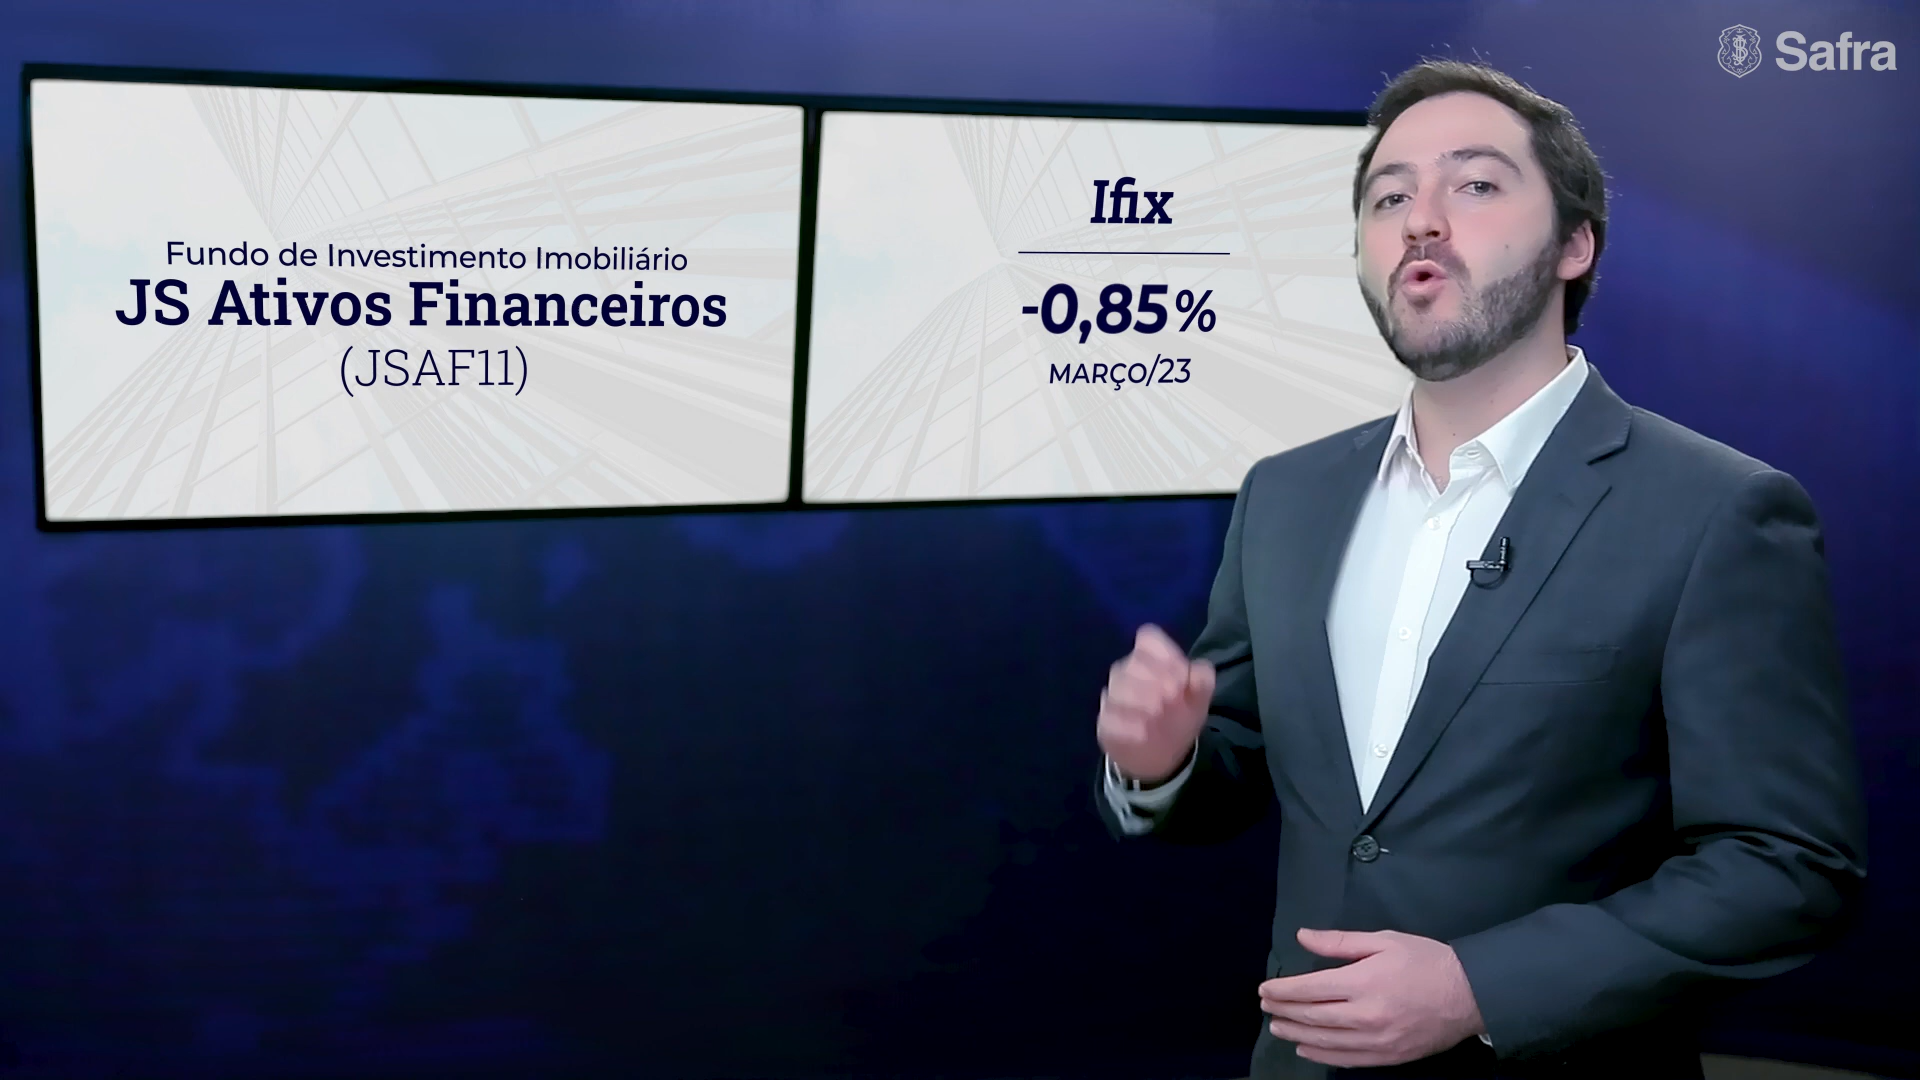 Safra
Fundo de Investimento Imobiliário
JS Ativos Financeiros
(JSAF11)
Ifix
-0,85%
MARÇO/23